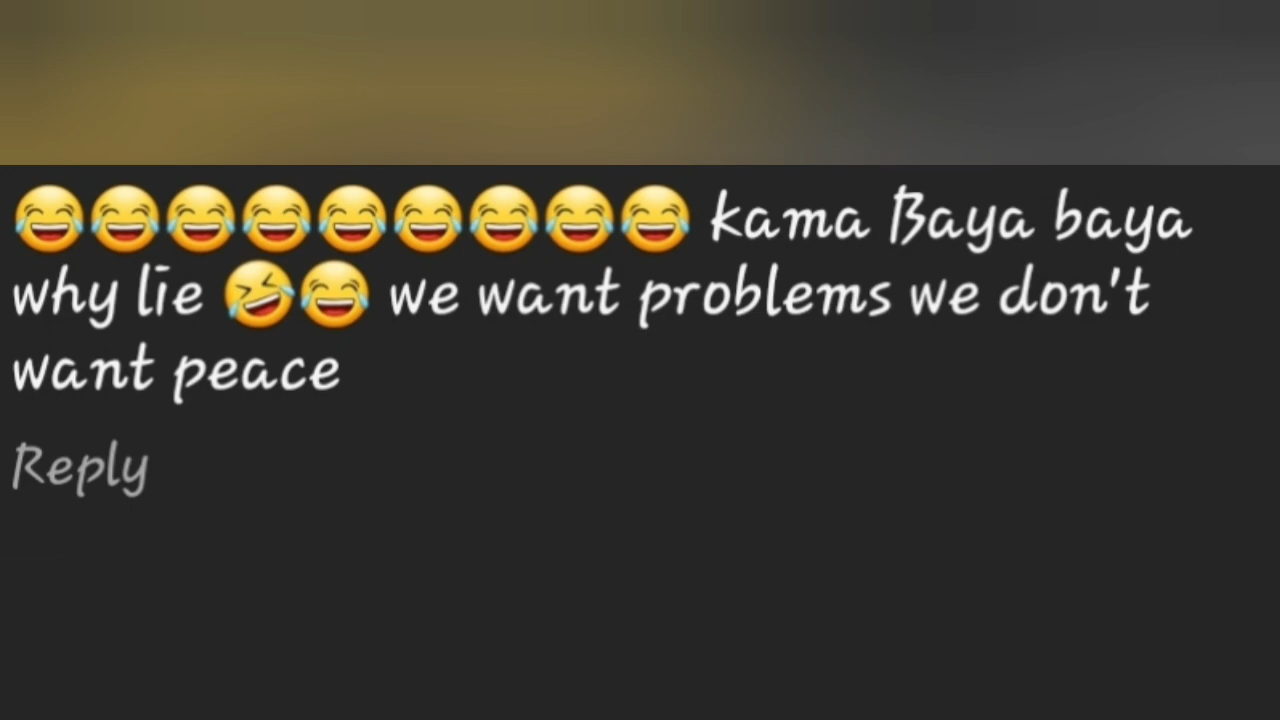 😂😂😂😂😂😂😂😂😂 kama Baya baya
why lie 🤣😂 we want problems we don't
want peace
Reply